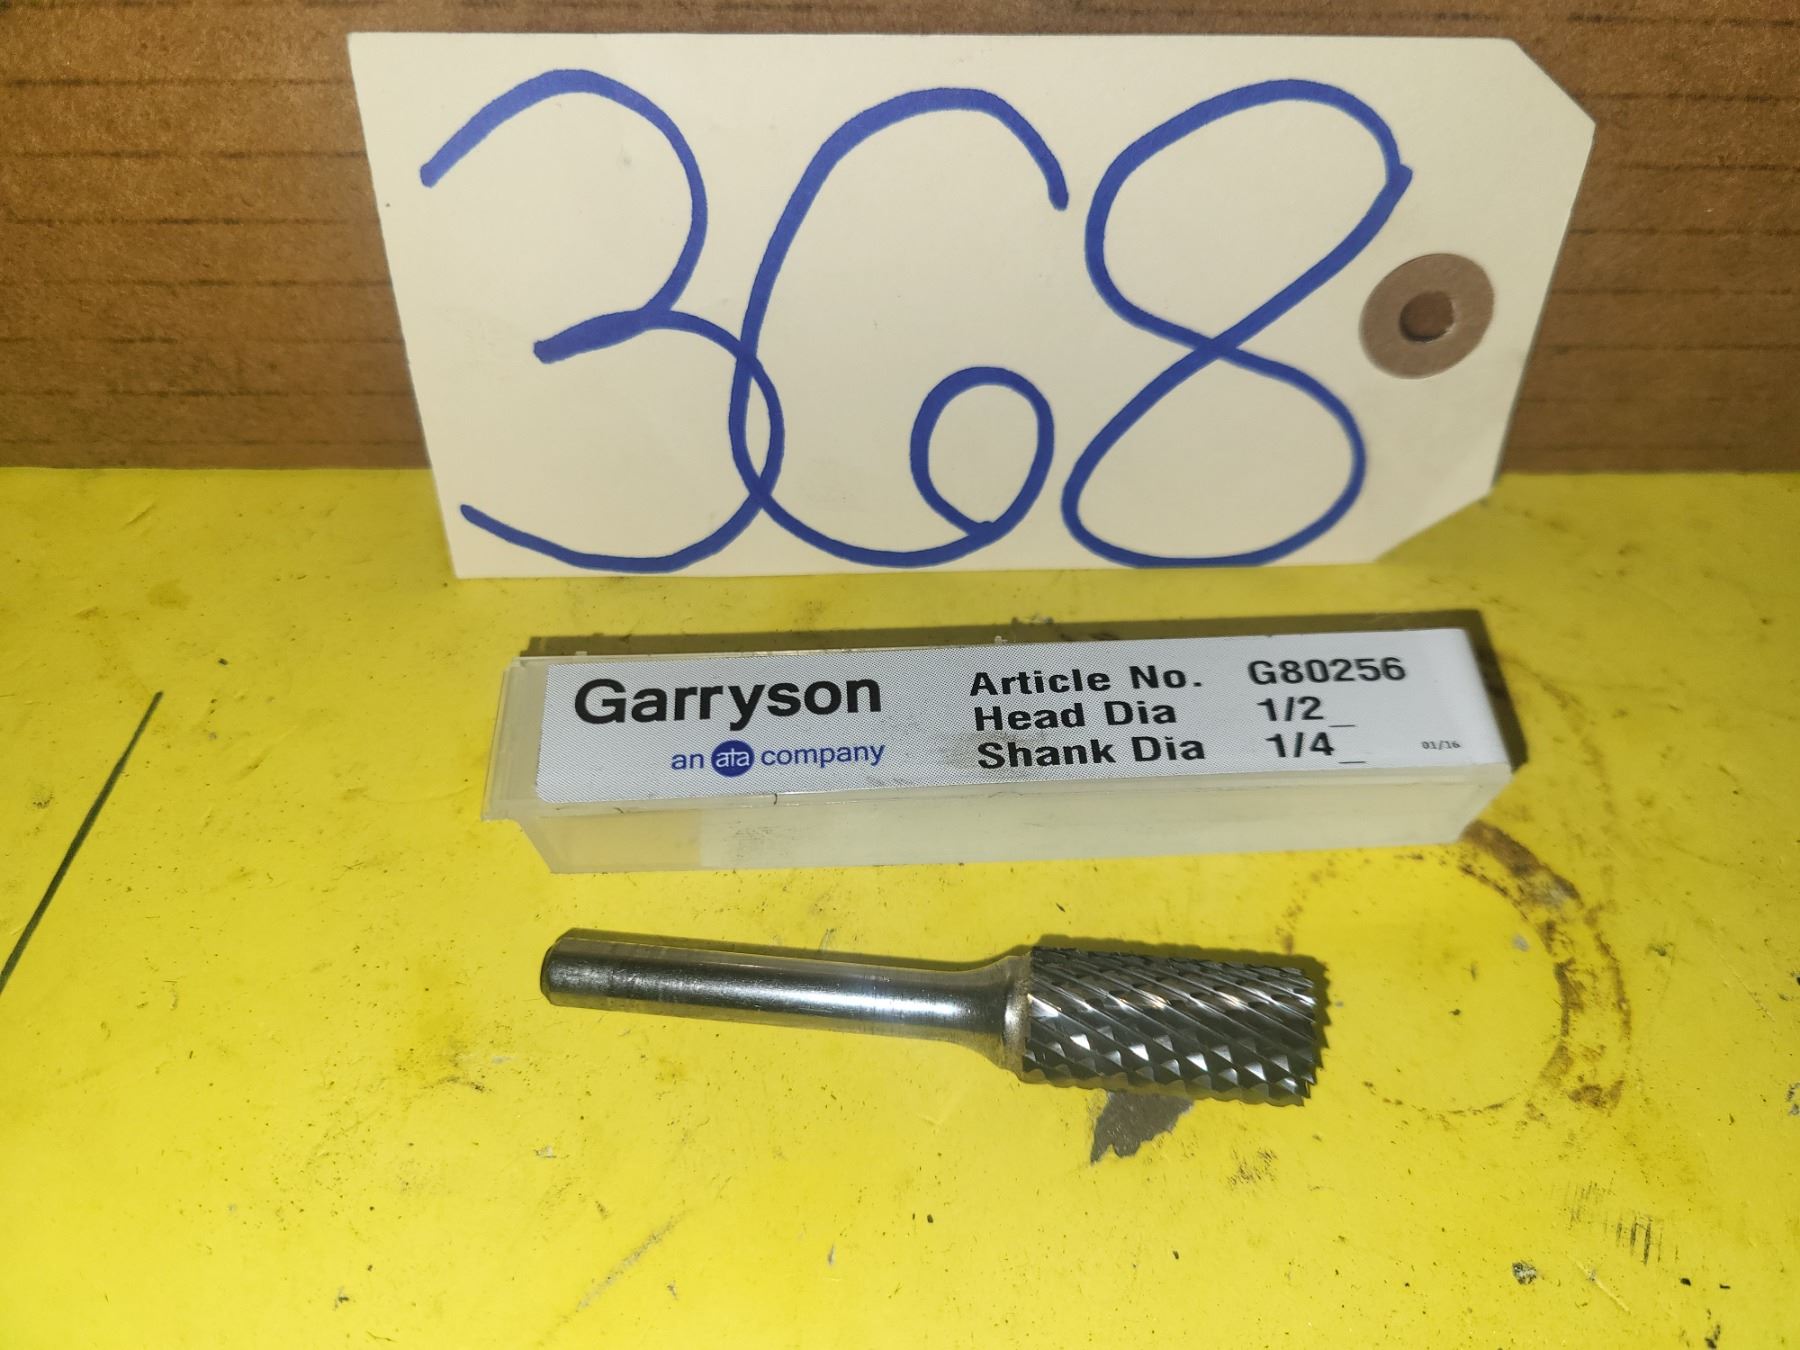 368
Garryson
an ata company
Article No. G80256
Head Dia 1/2_
Shank Dia 1/4_
01/16